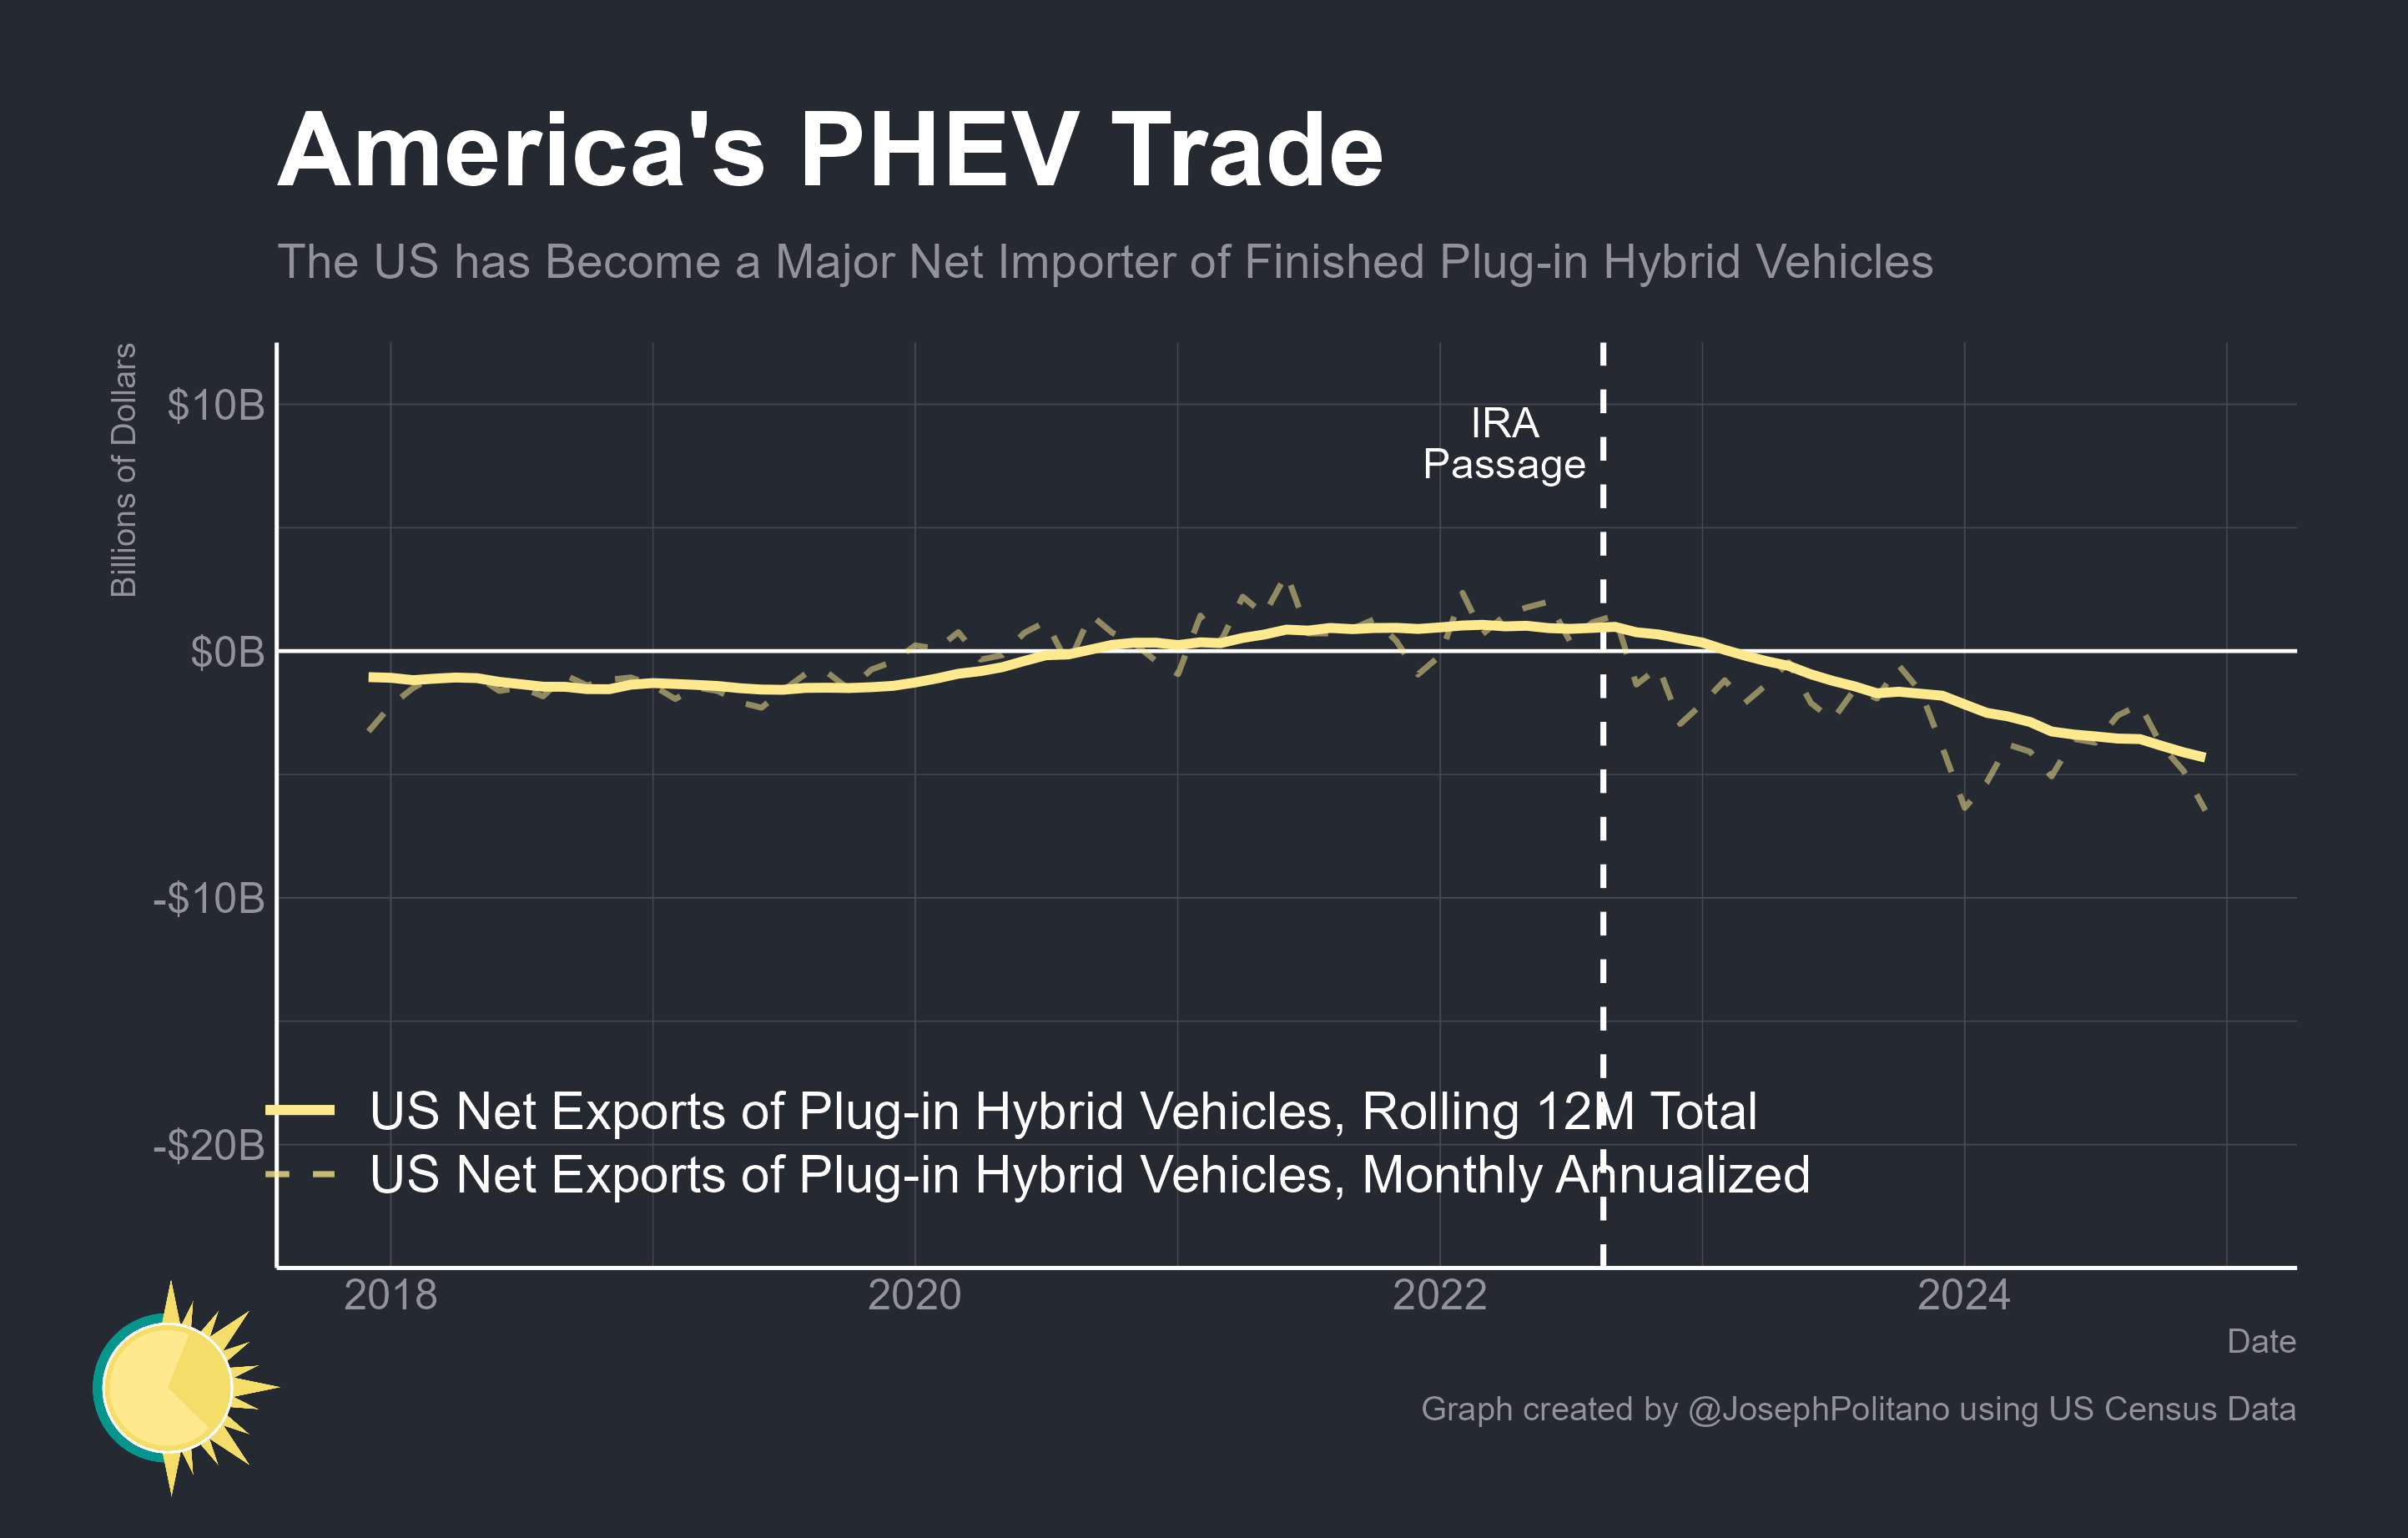 America's PHEV Trade
The US has Become a Major Net Importer of Finished Plug-in Hybrid Vehicles
Billions of Dollars
$10B
$0B
-$10B
-$20B
IRA
Passage
US Net Exports of Plug-in Hybrid Vehicles, Rolling 12M Total
US Net Exports of Plug-in Hybrid Vehicles, Monthly Annualized
2018
2020
2022
2024
Date
Graph created by @JosephPolitano using US Census Data